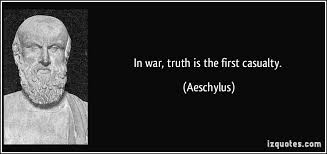 In war, truth is the first casualty.
(Aeschylus)
izquotes.com